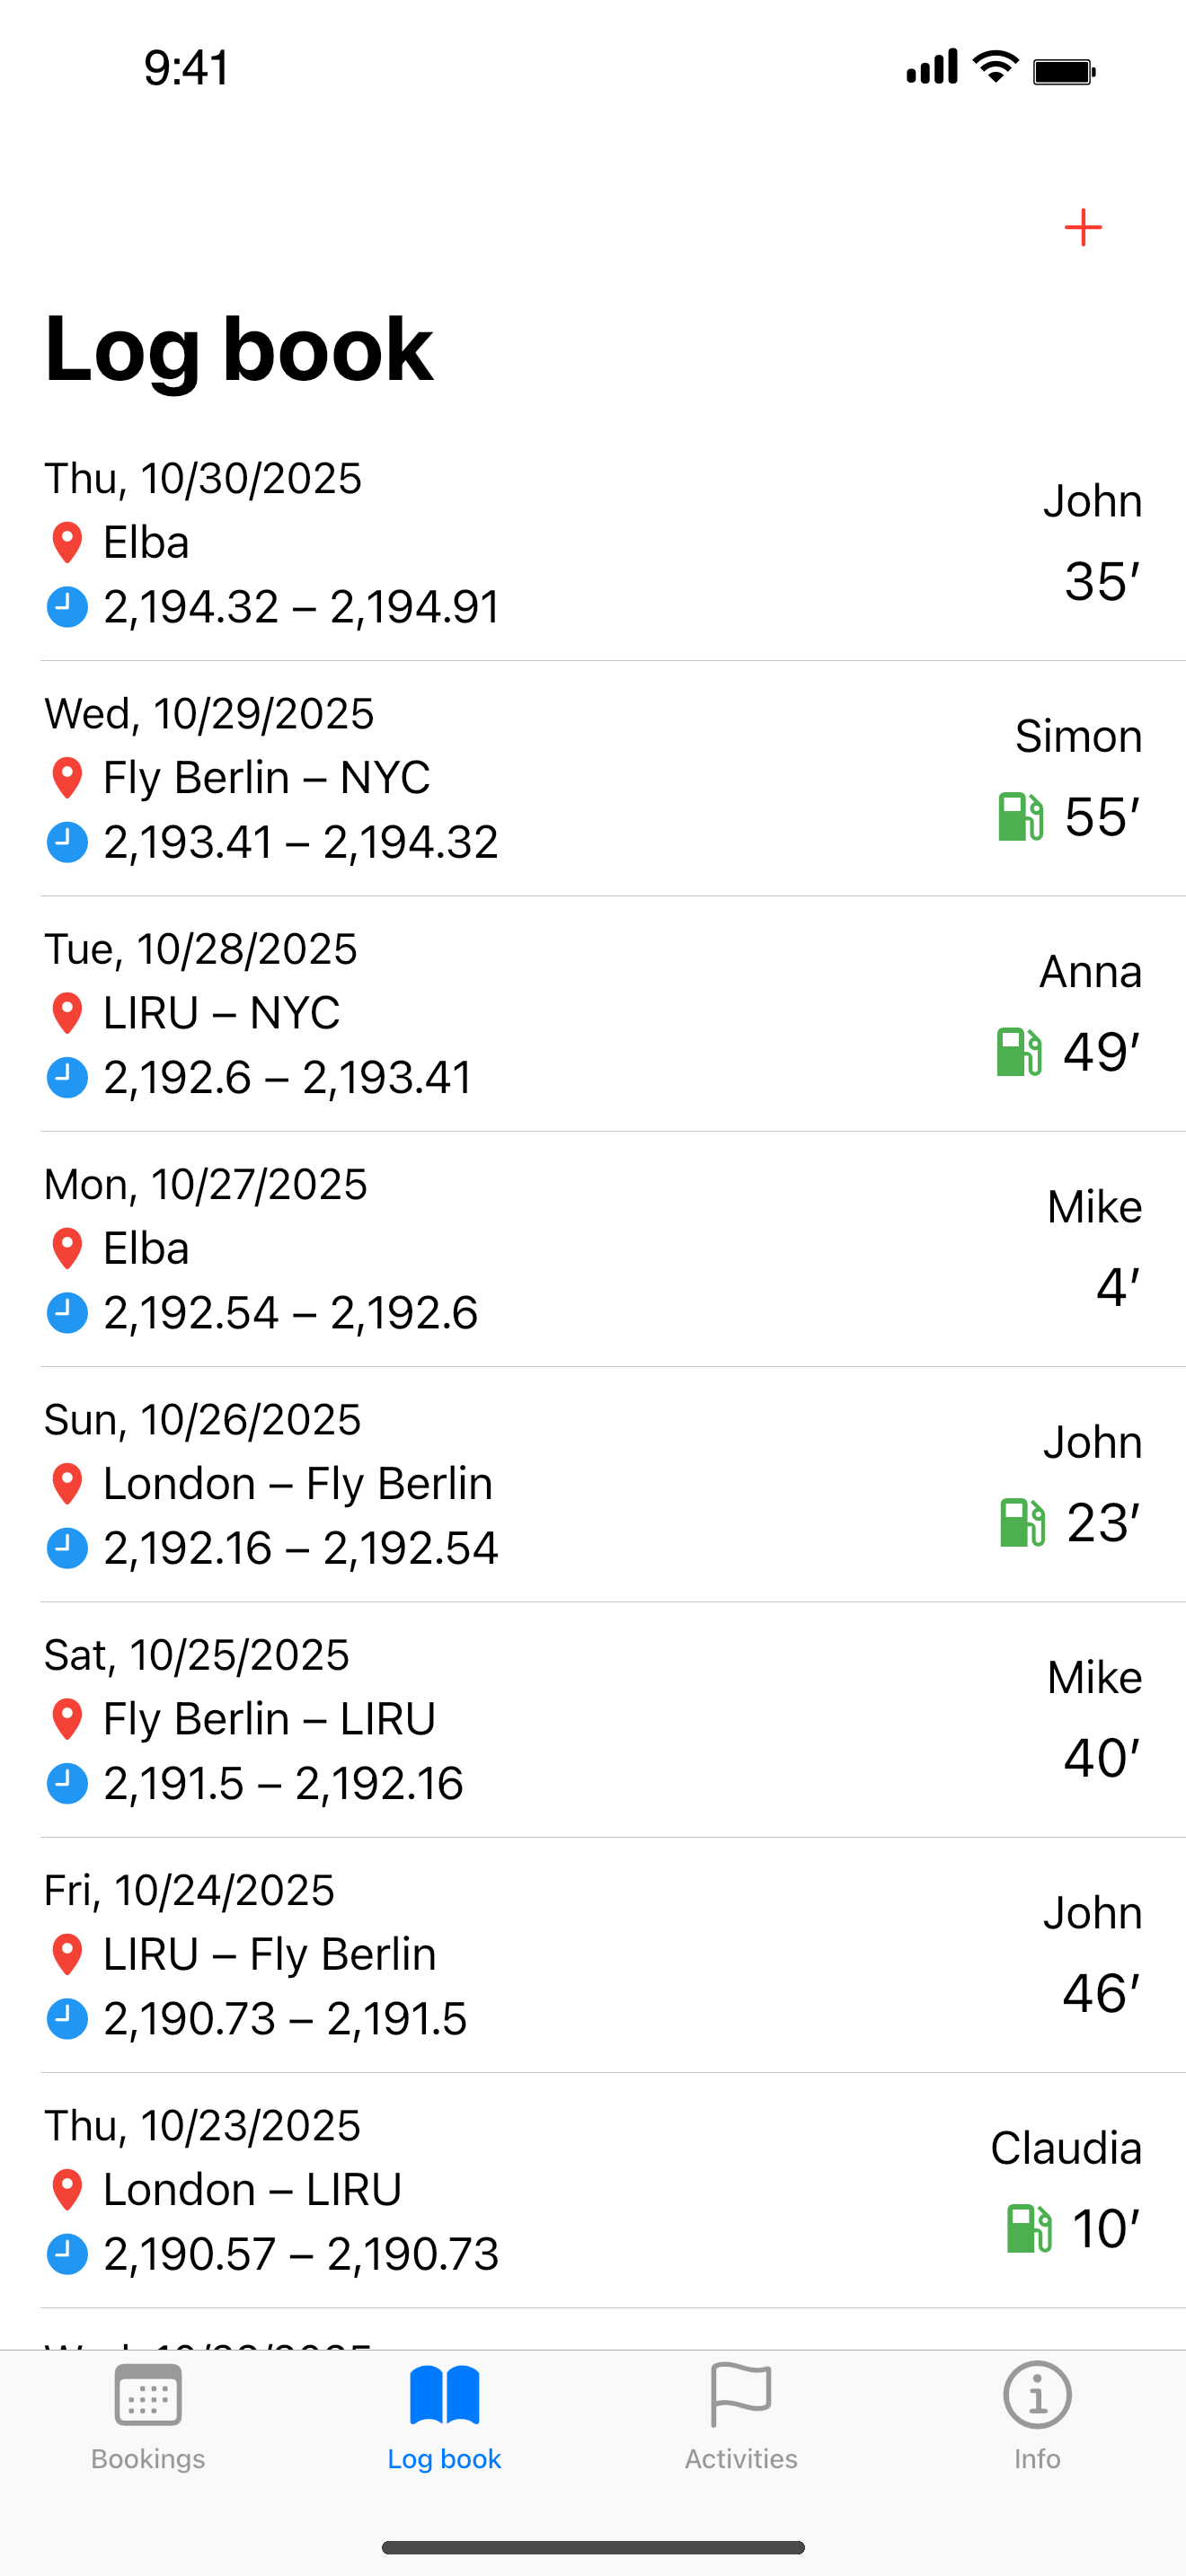 9:41
Log book
Thu, 10/30/2025
Elba
2,194.32 – 2,194.91
John
35′
Wed, 10/29/2025
Fly Berlin – NYC
2,193.41 – 2,194.32
Simon
55′
Tue, 10/28/2025
LIRU – NYC
2,192.6 – 2,193.41
Anna
49′
Mon, 10/27/2025
Elba
2,192.54 – 2,192.6
Mike
4′
Sun, 10/26/2025
London – Fly Berlin
2,192.16 – 2,192.54
John
23′
Sat, 10/25/2025
Fly Berlin – LIRU
2,191.5 – 2,192.16
Mike
40′
Fri, 10/24/2025
LIRU – Fly Berlin
2,190.73 – 2,191.5
John
46′
Thu, 10/23/2025
London – LIRU
2,190.57 – 2,190.73
Claudia
10′
Bookings
Log book
Activities
Info